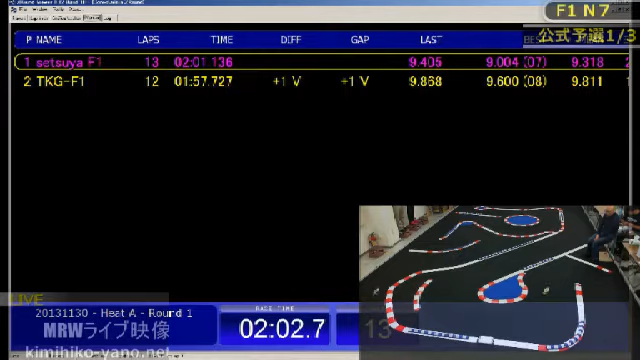 F1 N7
公式予選1/3
P NAME LAPS TIME DIFF GAP LAST
1 setsuya F1 13 02:01.136 9.405 9.004 (07) 9.318
2 TKG-F1 12 01:57.727 +1 V +1 V 9.868 9.600 (08) 9.811
LIVE
20131130 - Heat A - Round 1
RACE TIME
02:02.7
13
MRWライブ映像
kimihiko-yano.net